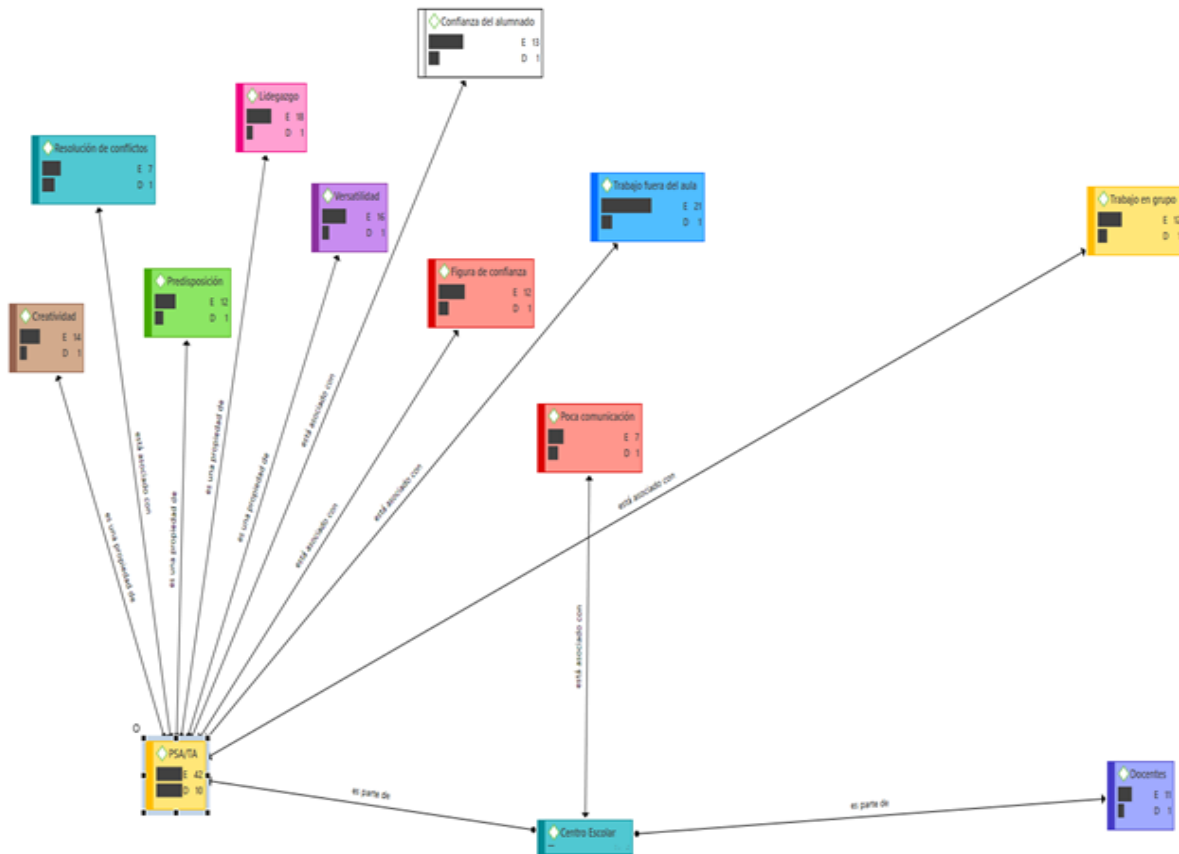 Confianza del alumnado
E 13
D 1
Lidegazgo
E 18
D 1
Resolución de conflictos
E 7
D 1
Versatilidad
E 16
D 1
Trabajo fuera del aula
E 21
D 1
Trabajo en grupo
E 12
D 1
Figura de confianza
E 12
D 1
Predisposición
E 12
D 1
Creatividad
E 14
D 1
Poca comunicación
E 7
D 1
es una propiedad de
está asociado con
es una propiedad de
es una propiedad de
es una propiedad de
está asociado con
está asociado con
está asociado con
está asociado con
está asociado con
PSA/TA
E 42
D 10
es parte de
Centro Escolar
es parte de
Docentes
E 11
D 1